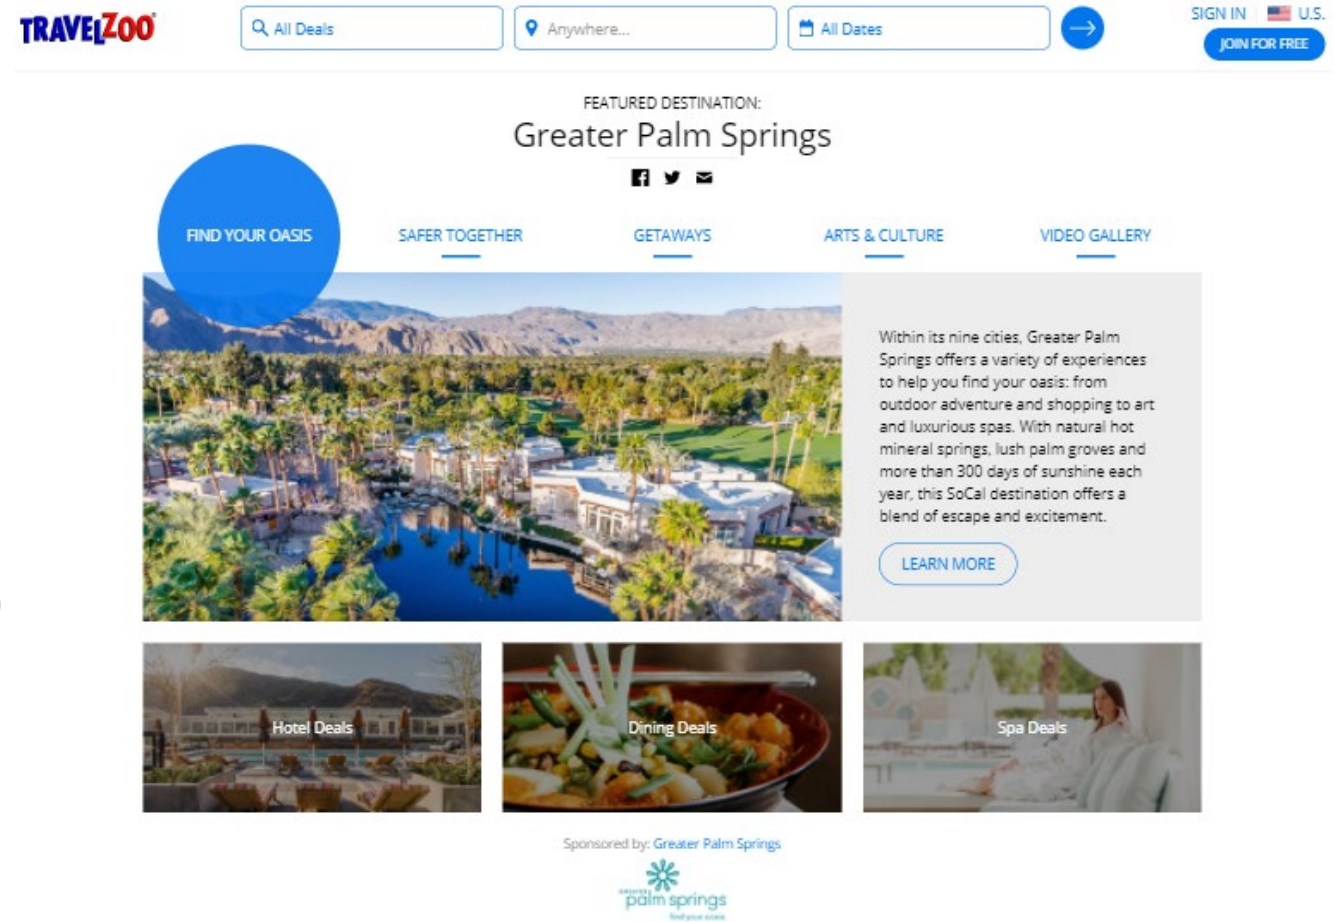 TRAVELZOO
All Deals
Anywhere...
All Dates
SIGN IN
U.S.
JOIN FOR FREE
FEATURED DESTINATION:
Greater Palm Springs
FIND YOUR OASIS
SAFER TOGETHER
GETAWAYS
ARTS & CULTURE
VIDEO GALLERY
Within its nine cities, Greater Palm
Springs offers a variety of experiences
to help you find your oasis: from
outdoor adventure and shopping to art
and luxurious spas. With natural hot
mineral springs, lush palm groves and
more than 300 days of sunshine each
year, this SoCal destination offers a
blend of escape and excitement.
LEARN MORE
Hotel Deals
Dining Deals
Spa Deals
Sponsored by: Greater Palm Springs
GREATER
palm springs
find your oasis